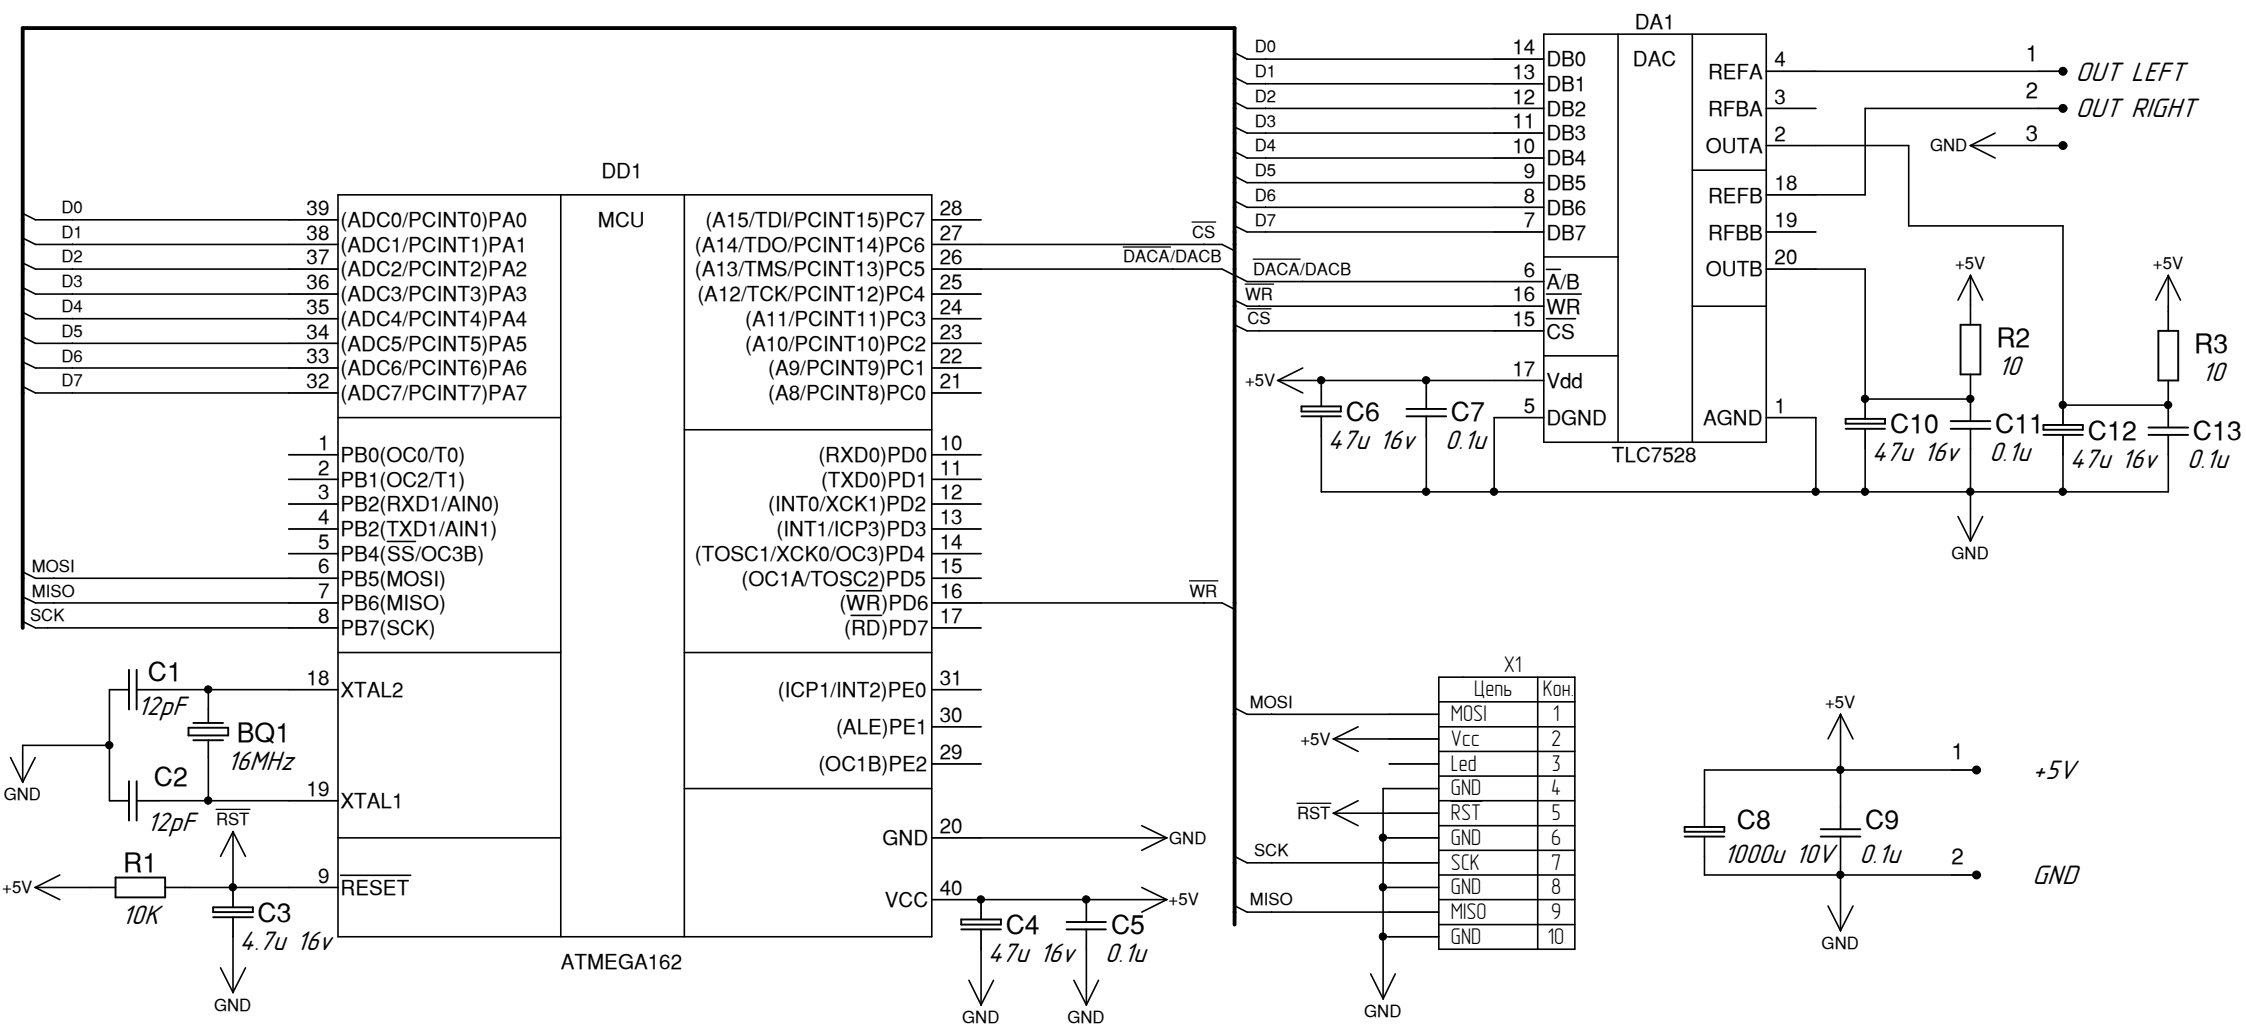 DD1
MCU
ATMEGA162
D0
D1
D2
D3
D4
D5
D6
D7
39 (ADC0/PCINT0)PA0
38 (ADC1/PCINT1)PA1
37 (ADC2/PCINT2)PA2
36 (ADC3/PCINT3)PA3
35 (ADC4/PCINT4)PA4
34 (ADC5/PCINT5)PA5
33 (ADC6/PCINT6)PA6
32 (ADC7/PCINT7)PA7
1 PB0(OC0/T0)
2 PB1(OC2/T1)
3 PB2(RXD1/AIN0)
4 PB2(TXD1/AIN1)
5 PB4(SS/OC3B)
MOSI 6 PB5(MOSI)
MISO 7 PB6(MISO)
SCK 8 PB7(SCK)
18 XTAL2
19 XTAL1
9 RESET
(A15/TDI/PCINT15)PC7 28
(A14/TDO/PCINT14)PC6 27 CS
(A13/TMS/PCINT13)PC5 26 DACA/DACB
(A12/TCK/PCINT12)PC4 25
(A11/PCINT11)PC3 24
(A10/PCINT10)PC2 23
(A9/PCINT9)PC1 22
(A8/PCINT8)PC0 21
(RXD0)PD0 10
(TXD0)PD1 11
(INT0/XCK1)PD2 12
(INT1/ICP3)PD3 13
(TOSC1/XCK0/OC3)PD4 14
(OC1A/TOSC2)PD5 15
(WR)PD6 16 WR
(RD)PD7 17
(ICP1/INT2)PE0 31
(ALE)PE1 30
(OC1B)PE2 29
GND 20 GND
VCC 40 +5V
C1
12pF
BQ1
16MHz
C2
12pF
GND
RST
R1
10K
+5V
C3
4.7u 16v
GND
C4
47u 16v
GND
C5
0.1u
GND
DA1
DAC
TLC7528
D0 14 DB0
D1 13 DB1
D2 12 DB2
D3 11 DB3
D4 10 DB4
D5 9 DB5
D6 8 DB6
D7 7 DB7
DACA/DACB 6 A/B
WR 16 WR
CS 15 CS
+5V 17 Vdd
5 DGND
C6
47u 16v
C7
0.1u
REFA 4
RFBA 3
OUTA 2
REFB 18
RFBB 19
OUTB 20
AGND 1
1 OUT LEFT
2 OUT RIGHT
GND 3
+5V
R2
10
+5V
R3
10
C10
47u 16v
C11
0.1u
C12
47u 16v
C13
0.1u
GND
X1
Цепь Кон.
MOSI MOSI 1
+5V Vcc 2
Led 3
GND 4
RST RST 5
GND 6
SCK SCK 7
GND 8
MISO MISO 9
GND 10
GND
+5V
1 +5V
C8
1000u 10V
C9
0.1u
2 GND
GND